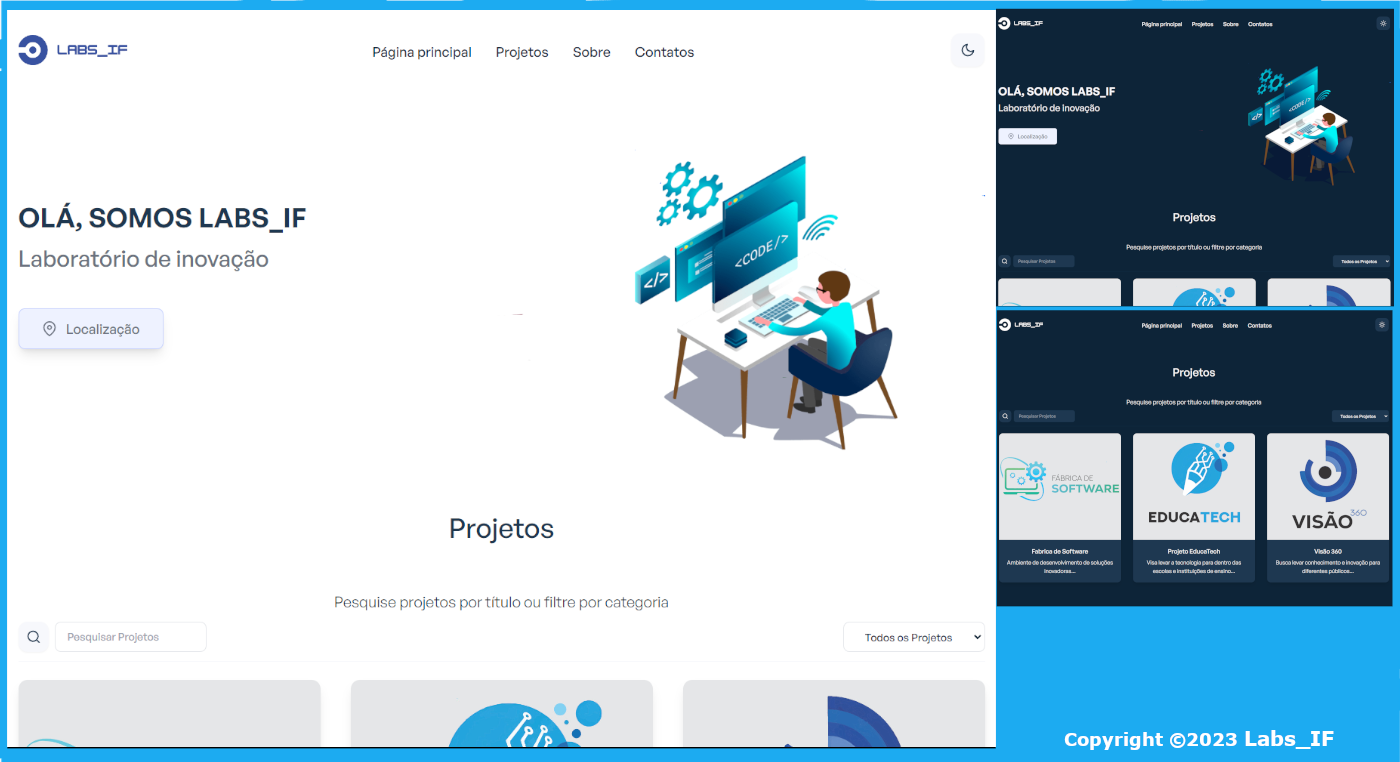 LABS_IF
Página principal Projetos Sobre Contatos
OLÁ, SOMOS LABS_IF
Laboratório de inovação
Localização
<CODE/>
</>
Projetos
Pesquise projetos por título ou filtre por categoria
Pesquisar Projetos
Todos os Projetos
LABS_IF
Página principal Projetos Sobre Contatos
OLÁ, SOMOS LABS_IF
Laboratório de Inovação
Localização
<CODE/>
</>
Projetos
Pesquise projetos por título ou filtre por categoria
Pesquisar Projetos
Todos os Projetos
LABS_IF
Página principal Projetos Sobre Contatos
Projetos
Pesquise projetos por título ou filtre por categoria
Pesquisar Projetos
Todos os Projetos
FÁBRICA DE
SOFTWARE
EDUCATECH
VISÃO 360
Fabrica de Software
Ambiente de desenvolvimento de soluções
inovadoras...
Projeto EducaTech
Visa levar a tecnologia para dentro das
escolas e instituições de ensino...
Visão 360
Busca levar conhecimento e inovação para
diferentes públicos...
Copyright ©2023 Labs_IF